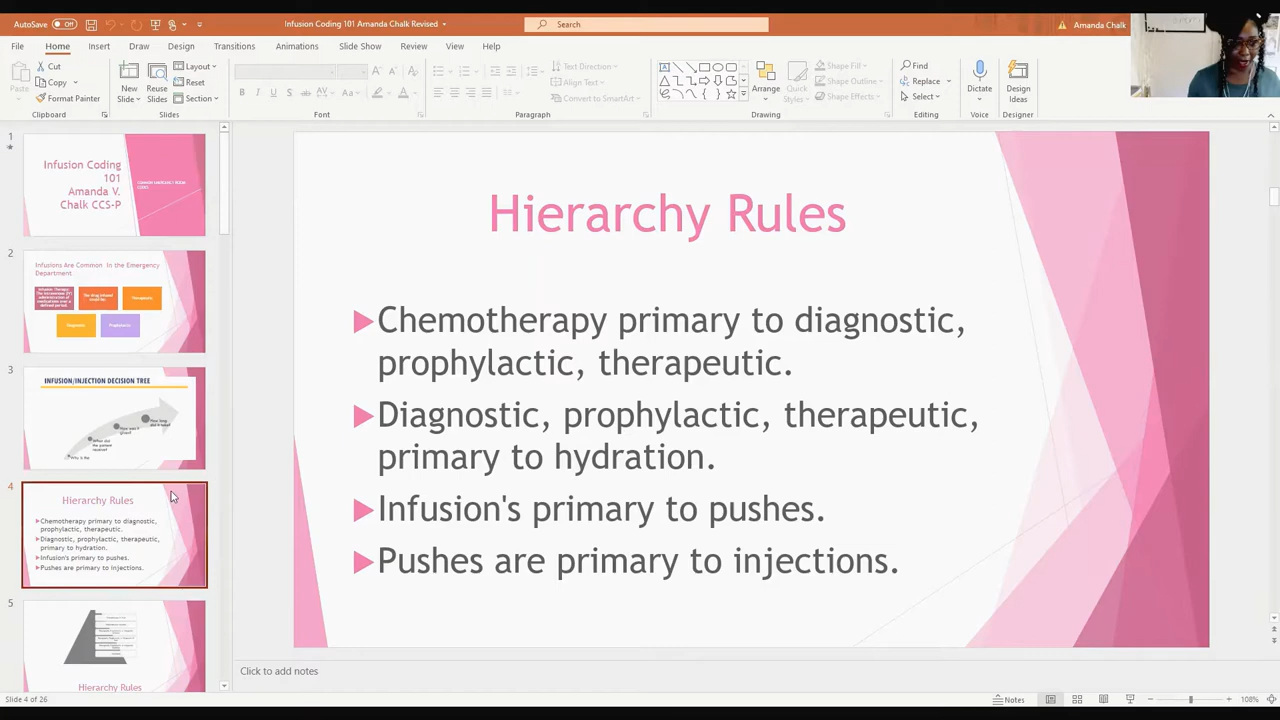 AutoSave
Off
Infusion Coding 101 Amanda Chalk Revised
Search
Amanda Chalk
File
Home
Insert
Draw
Design
Transitions
Animations
Slide Show
Review
View
Help
Paste
Cut
Copy
Format Painter
Clipboard
New Slide
Reuse Slides
Layout
Reset
Section
Slides
Font
Text Direction
Align Text
Convert to SmartArt
Paragraph
Arrange
Quick Styles
Shape Fill
Shape Outline
Shape Effects
Drawing
Find
Replace
Select
Editing
Dictate
Voice
Design Ideas
Designer
1
Infusion Coding
101
Amanda V.
Chalk CCS-P
2
Infusions Are Common In the Emergency
Department
3
INFUSION/INJECTION DECISION TREE
4
Hierarchy Rules
Chemotherapy primary to diagnostic,
prophylactic, therapeutic.
Diagnostic, prophylactic, therapeutic,
primary to hydration.
Infusion's primary to pushes.
Pushes are primary to injections.
5
Hierarchy Rules
Hierarchy Rules
Chemotherapy primary to diagnostic,
prophylactic, therapeutic.
Diagnostic, prophylactic, therapeutic,
primary to hydration.
Infusion's primary to pushes.
Pushes are primary to injections.
Click to add notes
Slide 4 of 26
Notes
108%